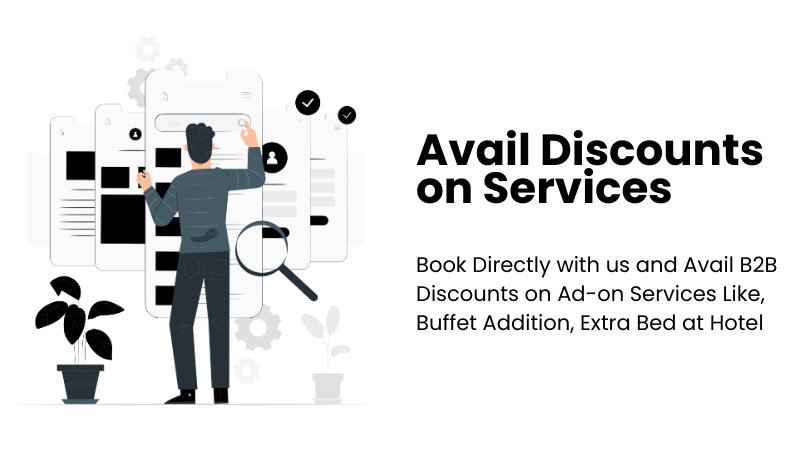 Avail Discounts
on Services
Book Directly with us and Avail B2B
Discounts on Ad-on Services Like,
Buffet Addition, Extra Bed at Hotel